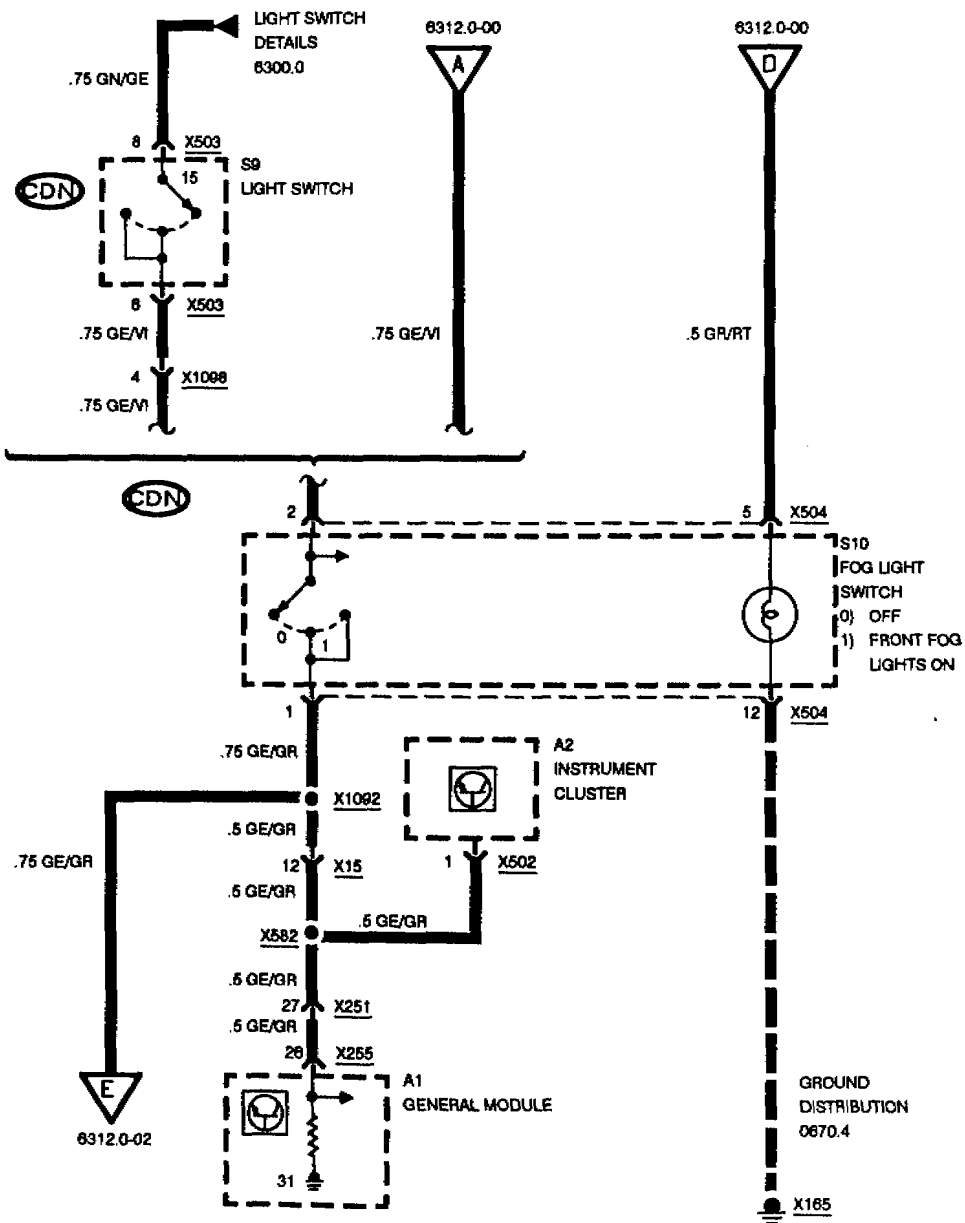 LIGHT SWITCH
DETAILS
6300.0
6312.0-00
6312.0-00
A
D
.75 GN/GE
8
X503
S9
LIGHT SWITCH
15
CDN
6
X503
.75 GE/VI
.75 GE/VI
.5 GR/RT
4
X1098
.75 GE/VI
CDN
2
5
X504
S10
FOG LIGHT
SWITCH
0) OFF
1) FRONT FOG
LIGHTS ON
0
1
1
12
X504
.75 GE/GR
A2
INSTRUMENT
CLUSTER
X1092
.5 GE/GR
.75 GE/GR
12
X15
1
X502
.5 GE/GR
.5 GE/GR
X582
.5 GE/GR
27
X251
.5 GE/GR
26
X255
A1
GENERAL MODULE
E
6312.0-02
GROUND
DISTRIBUTION
0670.4
31
X165